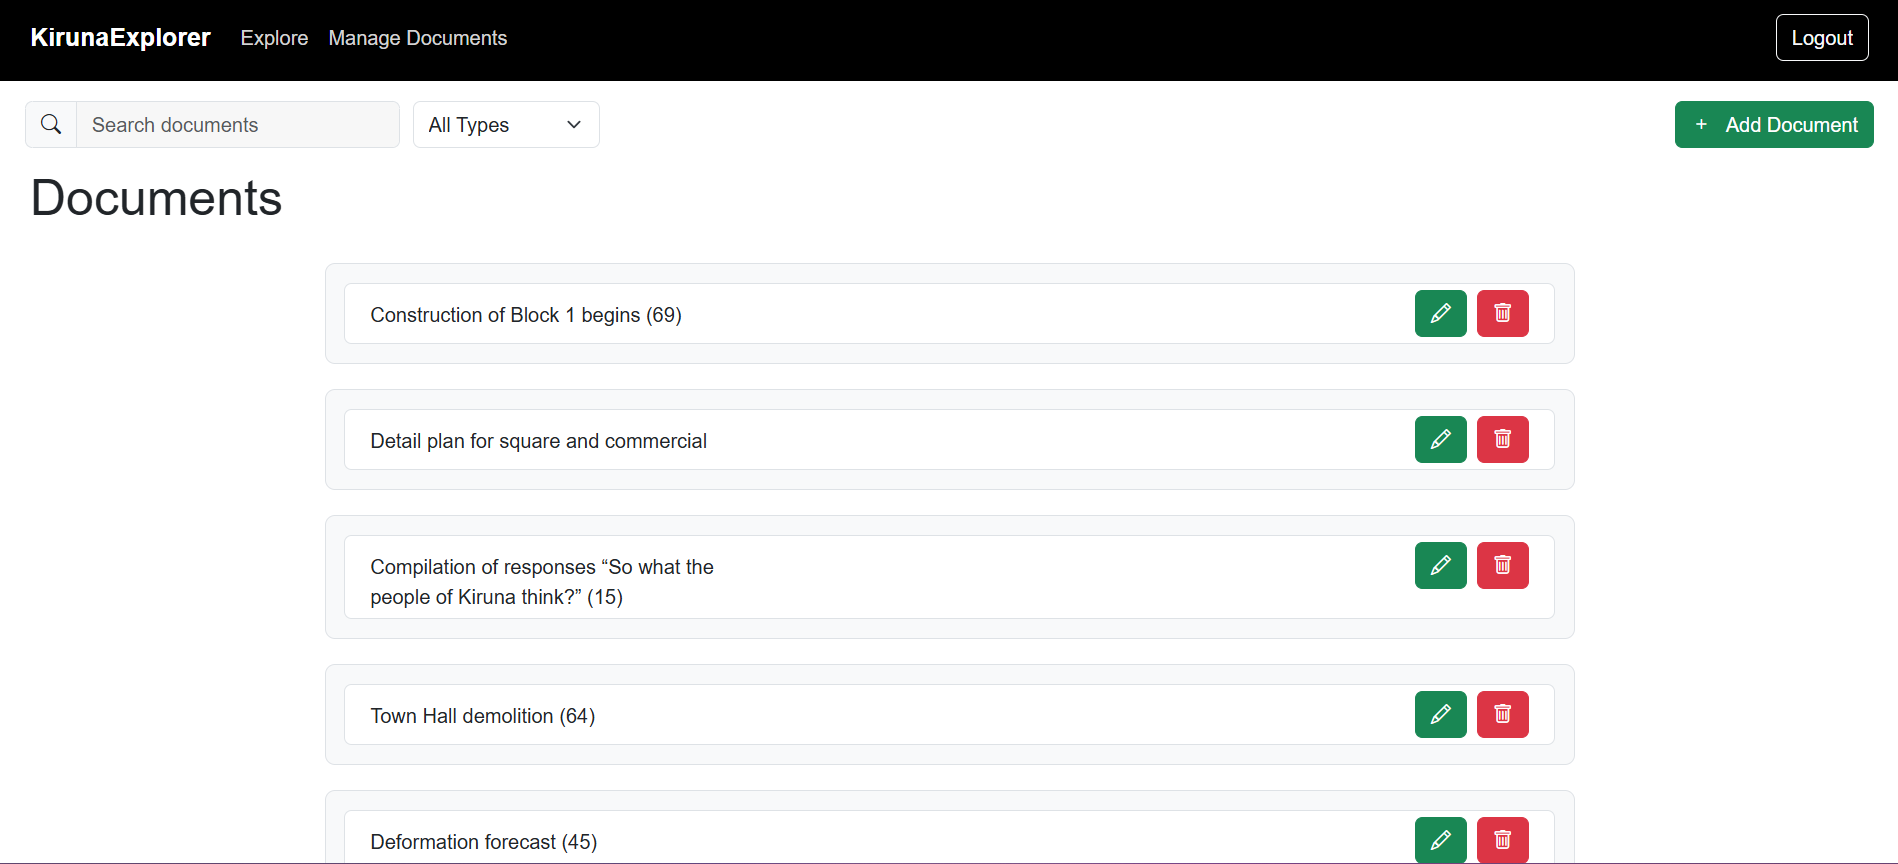 KirunaExplorer Explore Manage Documents Logout
Search documents All Types + Add Document
Documents
Construction of Block 1 begins (69)
Detail plan for square and commercial
Compilation of responses “So what the
people of Kiruna think?” (15)
Town Hall demolition (64)
Deformation forecast (45)